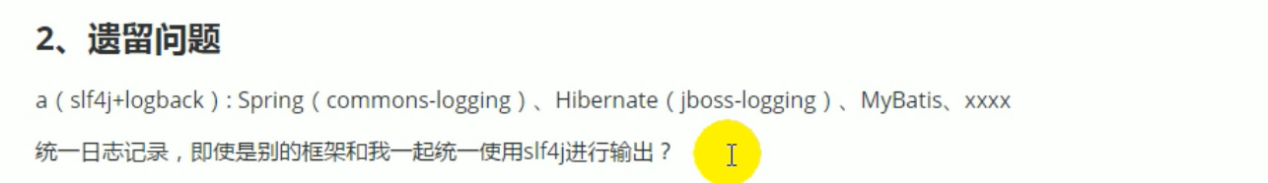 2、遗留问题
a（slf4j+logback）: Spring（commons-logging）、Hibernate（jboss-logging）、MyBatis、xxxx
统一日志记录，即使是别的框架和我一起统一使用slf4j进行输出？